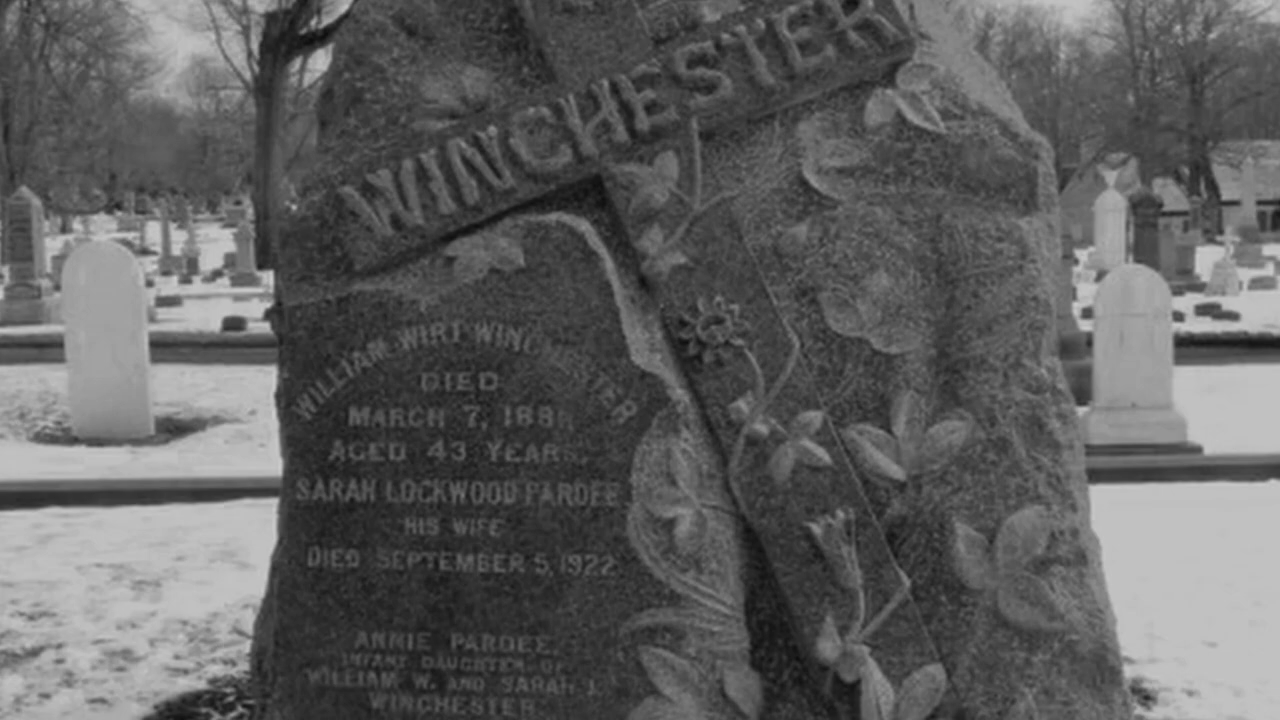 WINCHESTER
WILLIAM WIRT WINCHESTER
DIED
MARCH 7, 188
AGED 43 YEARS.
SARAH LOCKWOOD PARDEE
HIS WIFE
DIED SEPTEMBER 5, 1922
ANNIE PARDEE,
INFANT DAUGHTER OF
WILLIAM W. AND SARAH L.
WINCHESTER.